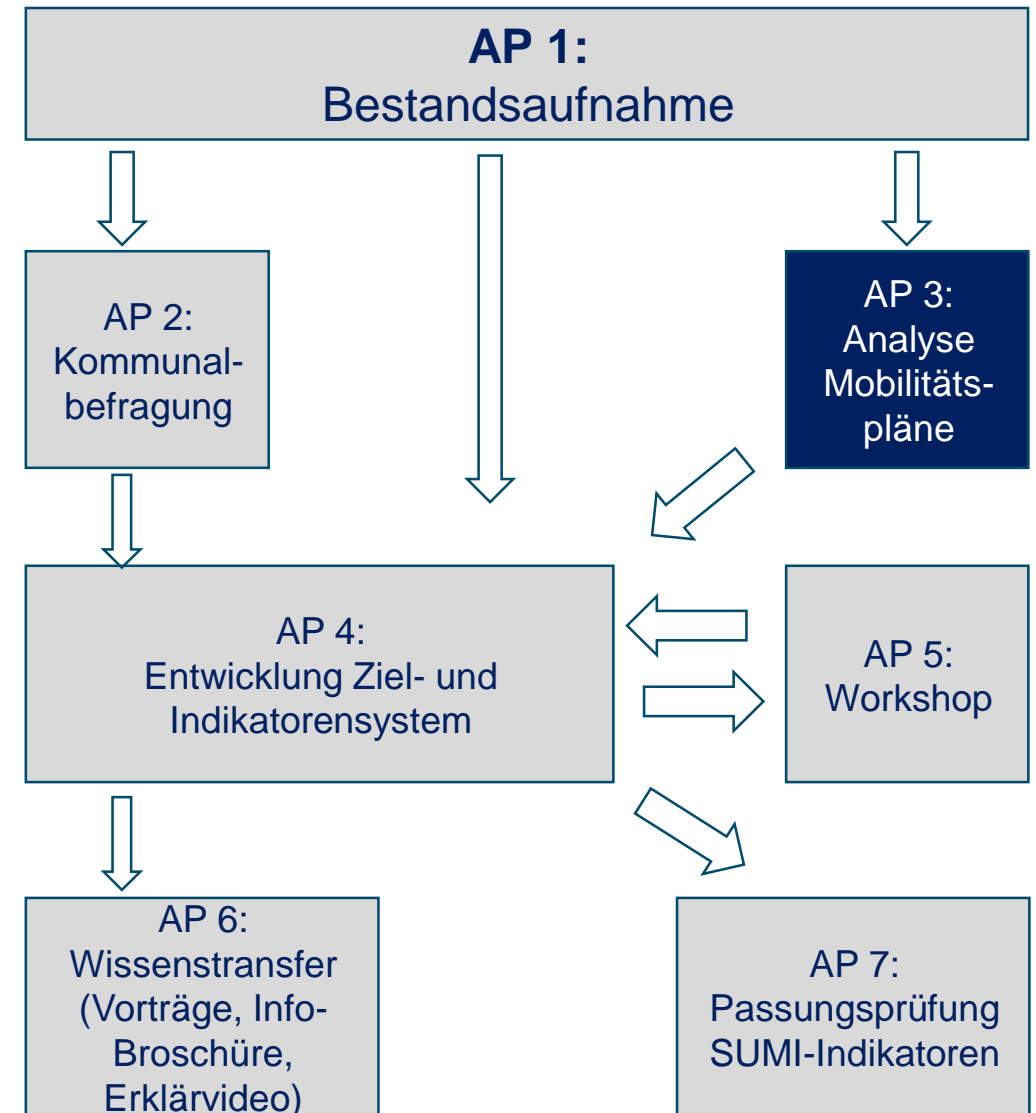 AP 1:
Bestandsaufnahme
AP 2:
Kommunal-
befragung
AP 3:
Analyse
Mobilitäts-
pläne
AP 4:
Entwicklung Ziel- und
Indikatorensystem
AP 5:
Workshop
AP 6:
Wissenstransfer
(Vorträge, Info-
Broschüre,
Erklärvideo)
AP 7:
Passungsprüfung
SUMI-Indikatoren